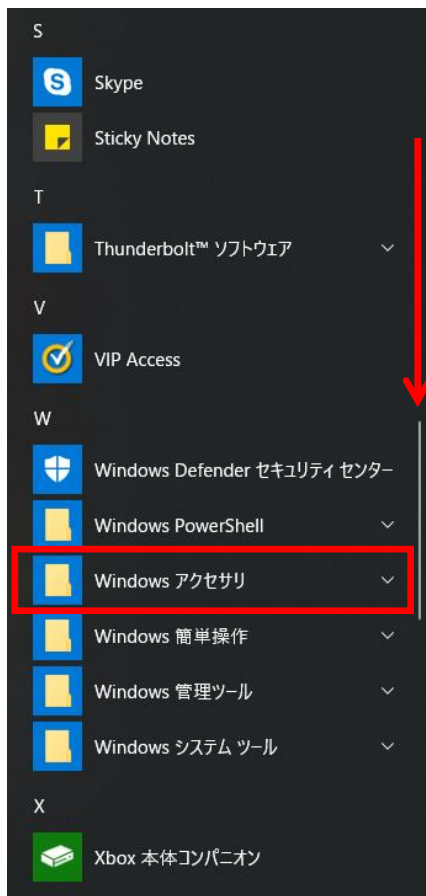 S
Skype
Sticky Notes
T
Thunderbolt™ ソフトウェア
V
VIP Access
W
Windows Defender セキュリティ センター
Windows PowerShell
Windows アクセサリ
Windows 簡単操作
Windows 管理ツール
Windows システム ツール
X
Xbox 本体コンパニオン